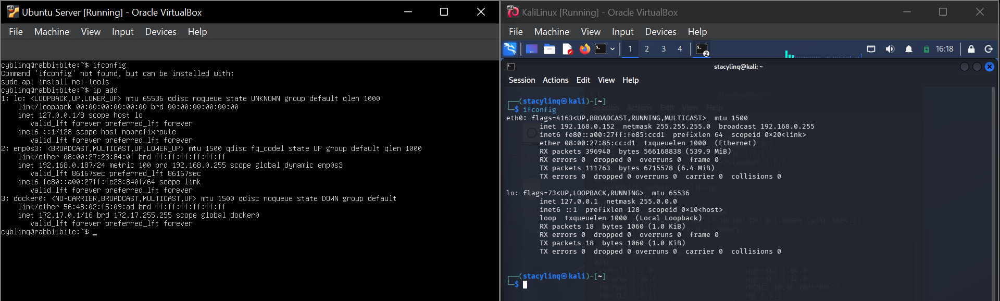 Ubuntu Server [Running] - Oracle VirtualBox
File Machine View Input Devices Help
cyblinq@rabbitbite:~$ ifconfig
Command 'ifconfig' not found, but can be installed with:
sudo apt install net-tools
cyblinq@rabbitbite:~$ ip add
1: lo: <LOOPBACK,UP,LOWER_UP> mtu 65536 qdisc noqueue state UNKNOWN group default qlen 1000
link/loopback 00:00:00:00:00:00 brd 00:00:00:00:00:00
inet 127.0.0.1/8 scope host lo
valid_lft forever preferred_lft forever
inet6 ::1/128 scope host noprefixroute
valid_lft forever preferred_lft forever
2: enp0s3: <BROADCAST,MULTICAST,UP,LOWER_UP> mtu 1500 qdisc fq_codel state UP group default qlen 1000
link/ether 08:00:27:23:84:0f brd ff:ff:ff:ff:ff:ff
inet 192.168.0.187/24 metric 100 brd 192.168.0.255 scope global dynamic enp0s3
valid_lft 86167sec preferred_lft 86167sec
inet6 fe80::a00:27ff:fe23:840f/64 scope link
valid_lft forever preferred_lft forever
3: docker0: <NO-CARRIER,BROADCAST,MULTICAST,UP> mtu 1500 qdisc noqueue state DOWN group default
link/ether 56:48:02:f5:09:ad brd ff:ff:ff:ff:ff:ff
inet 172.17.0.1/16 brd 172.17.255.255 scope global docker0
valid_lft forever preferred_lft forever
cyblinq@rabbitbite:~$ _
KaliLinux [Running] - Oracle VirtualBox
File Machine View Input Devices Help
1 2 3 4 2 16:18
stacylinq@kali: ~
Session Actions Edit View Help
┌──(stacylinq㉿kali)-[~]
└─$ ifconfig
eth0: flags=4163<UP,BROADCAST,RUNNING,MULTICAST> mtu 1500
inet 192.168.0.152 netmask 255.255.255.0 broadcast 192.168.0.255
inet6 fe80::a00:27ff:fe85:ccd1 prefixlen 64 scopeid 0×20<link>
ether 08:00:27:85:cc:d1 txqueuelen 1000 (Ethernet)
RX packets 396940 bytes 566168838 (539.9 MiB)
RX errors 0 dropped 0 overruns 0 frame 0
TX packets 111763 bytes 6715578 (6.4 MiB)
TX errors 0 dropped 0 overruns 0 carrier 0 collisions 0
lo: flags=73<UP,LOOPBACK,RUNNING> mtu 65536
inet 127.0.0.1 netmask 255.0.0.0
inet6 ::1 prefixlen 128 scopeid 0×10<host>
loop txqueuelen 1000 (Local Loopback)
RX packets 18 bytes 1060 (1.0 KiB)
RX errors 0 dropped 0 overruns 0 frame 0
TX packets 18 bytes 1060 (1.0 KiB)
TX errors 0 dropped 0 overruns 0 carrier 0 collisions 0
┌──(stacylinq㉿kali)-[~]
└─$